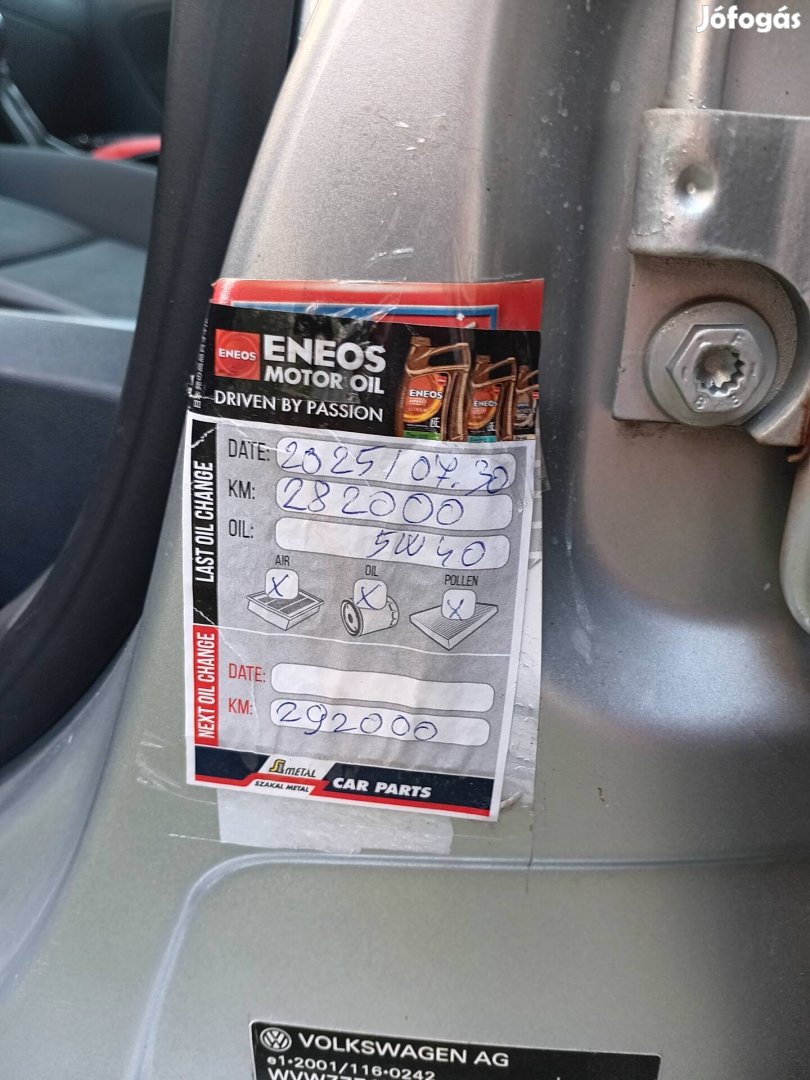 Jófogás
ENEOS
ENEOS
MOTOR OIL
DRIVEN BY PASSION
ENEOS
ENEOS
LAST OIL CHANGE
DATE: 2025/07.30
KM: 282000
OIL: 5W40
AIR
OIL
POLLEN
X
X
X
NEXT OIL CHANGE
DATE:
KM: 292000
METAL
SZAKAL METAL
CAR PARTS
VOLKSWAGEN AG
e1*2001/116*0242